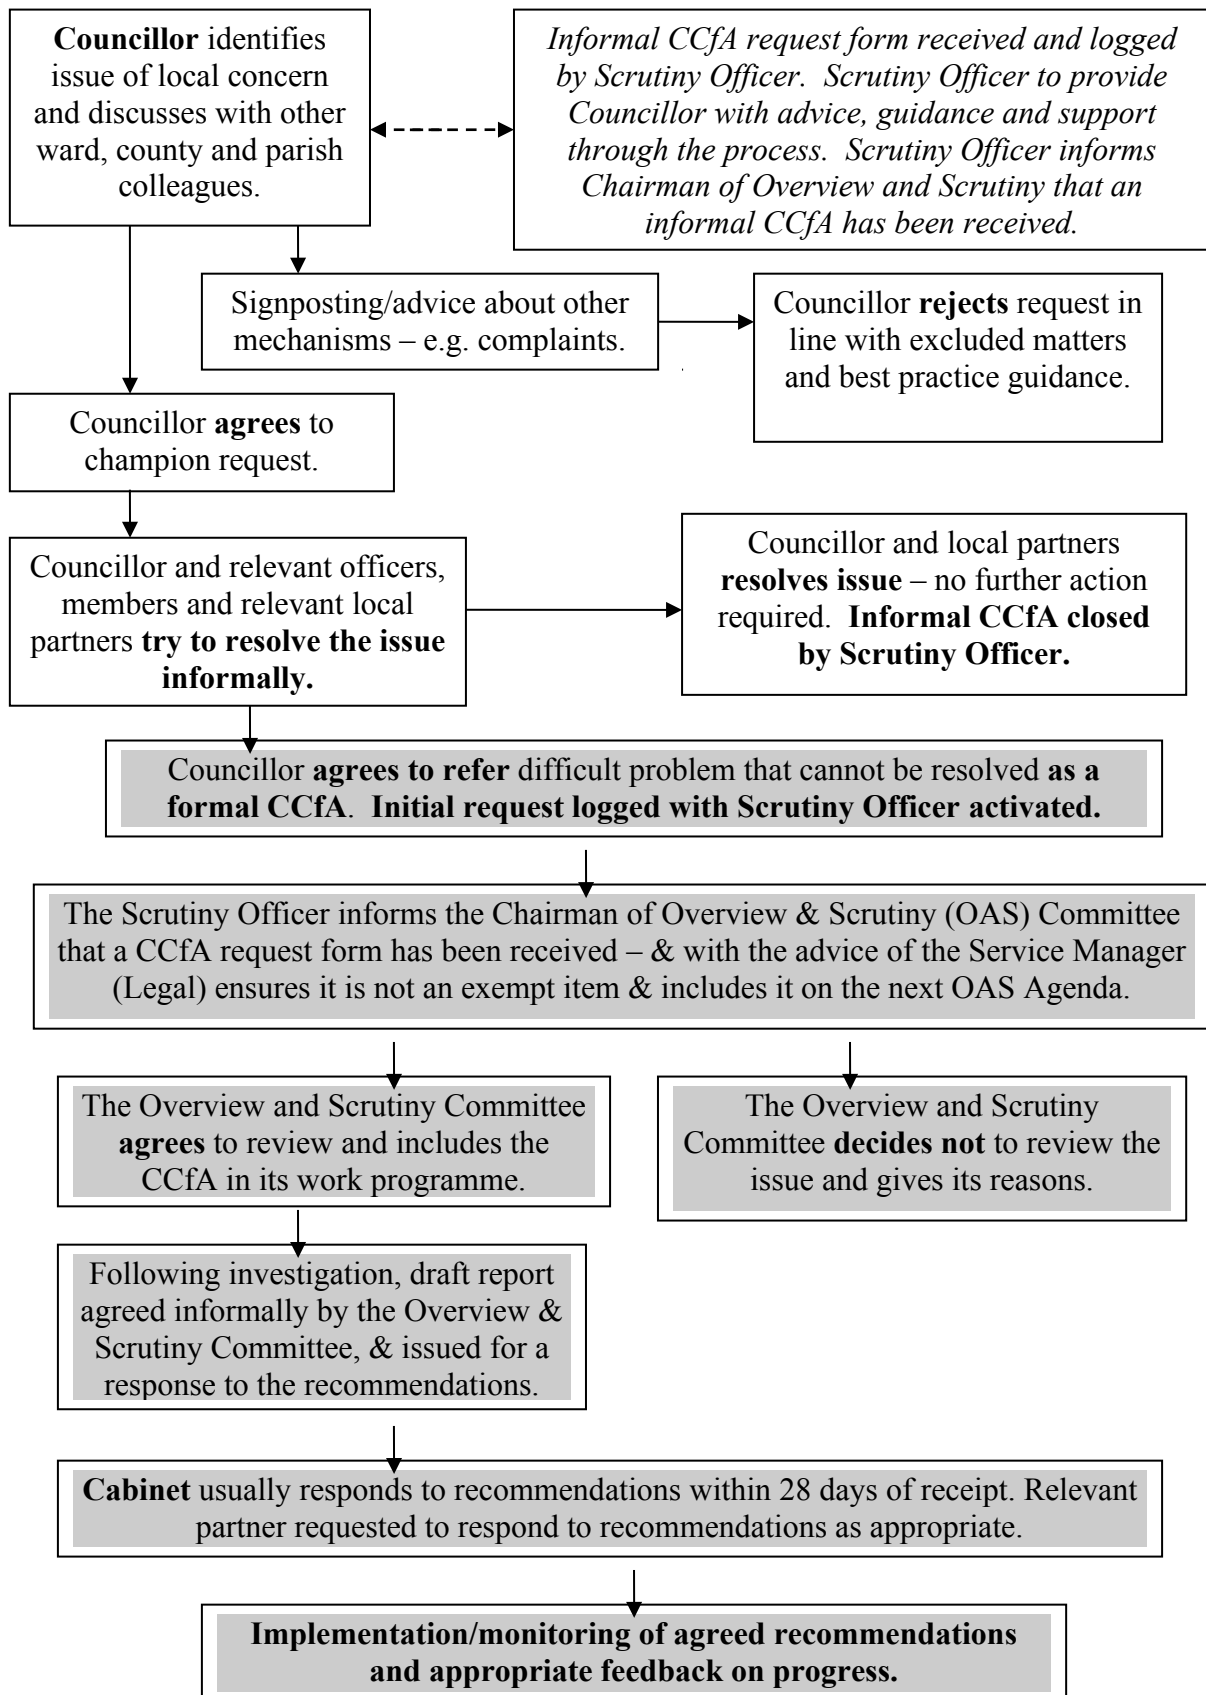 Councillor identifies
issue of local concern
and discusses with other
ward, county and parish
colleagues.
Informal CCfA request form received and logged
by Scrutiny Officer.  Scrutiny Officer to provide
Councillor with advice, guidance and support
through the process.  Scrutiny Officer informs
Chairman of Overview and Scrutiny that an
informal CCfA has been received.
Signposting/advice about other
mechanisms – e.g. complaints.
Councillor rejects request in
line with excluded matters
and best practice guidance.
Councillor agrees to
champion request.
Councillor and relevant officers,
members and relevant local
partners try to resolve the issue
informally.
Councillor and local partners
resolves issue – no further action
required.  Informal CCfA closed
by Scrutiny Officer.
Councillor agrees to refer difficult problem that cannot be resolved as a
formal CCfA.  Initial request logged with Scrutiny Officer activated.
The Scrutiny Officer informs the Chairman of Overview & Scrutiny (OAS) Committee
that a CCfA request form has been received – & with the advice of the Service Manager
(Legal) ensures it is not an exempt item & includes it on the next OAS Agenda.
The Overview and Scrutiny Committee
agrees to review and includes the
CCfA in its work programme.
The Overview and Scrutiny
Committee decides not to review the
issue and gives its reasons.
Following investigation, draft report
agreed informally by the Overview &
Scrutiny Committee, & issued for a
response to the recommendations.
Cabinet usually responds to recommendations within 28 days of receipt. Relevant
partner requested to respond to recommendations as appropriate.
Implementation/monitoring of agreed recommendations
and appropriate feedback on progress.